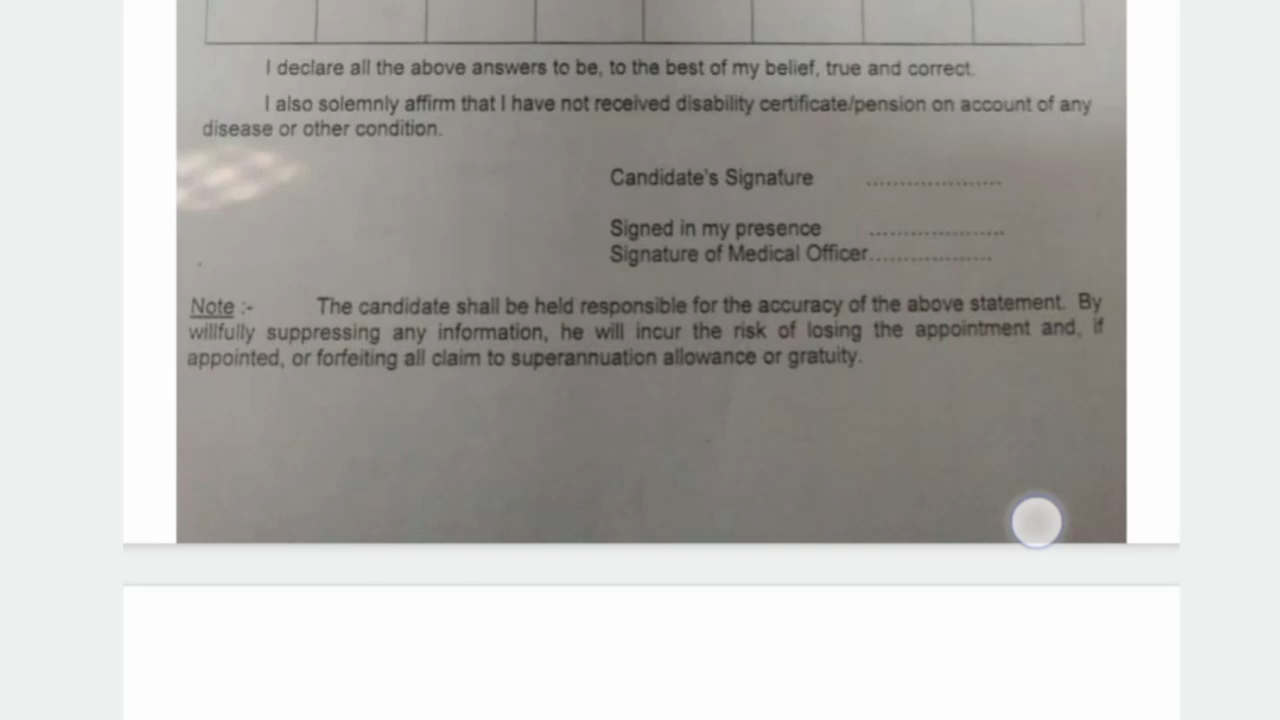 I declare all the above answers to be, to the best of my belief, true and correct.
I also solemnly affirm that I have not received disability certificate/pension on account of any
disease or other condition.
Candidate's Signature ....................
Signed in my presence ....................
Signature of Medical Officer...................
Note :- The candidate shall be held responsible for the accuracy of the above statement. By
willfully suppressing any information, he will incur the risk of losing the appointment and, if
appointed, or forfeiting all claim to superannuation allowance or gratuity.